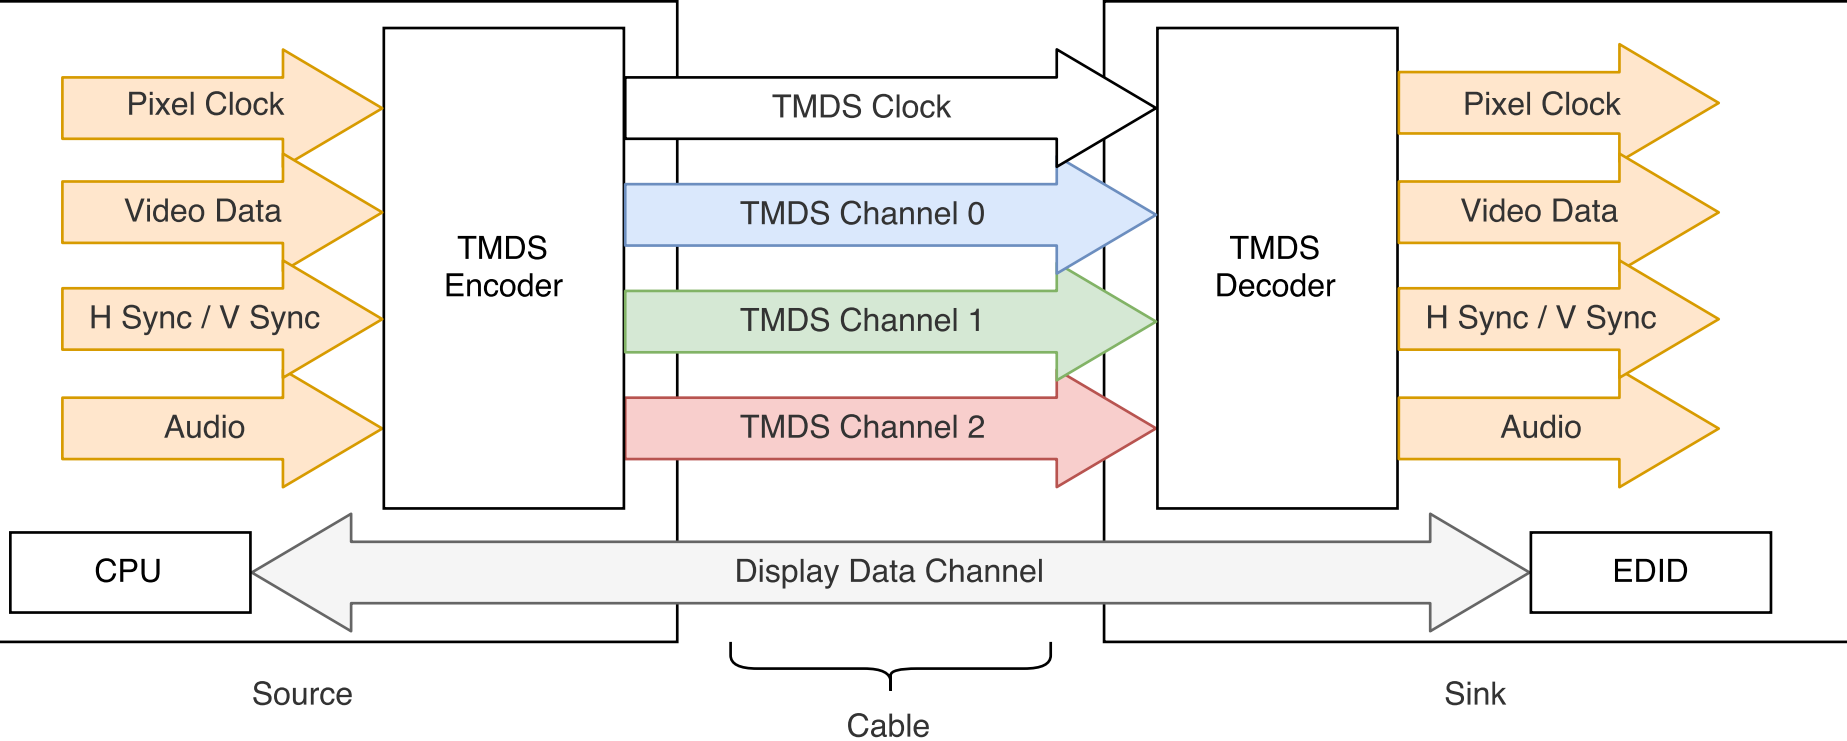 Pixel Clock
Video Data
H Sync / V Sync
Audio
TMDS
Encoder
TMDS Clock
TMDS Channel 0
TMDS Channel 1
TMDS Channel 2
TMDS
Decoder
Pixel Clock
Video Data
H Sync / V Sync
Audio
CPU
Display Data Channel
EDID
Source
Cable
Sink